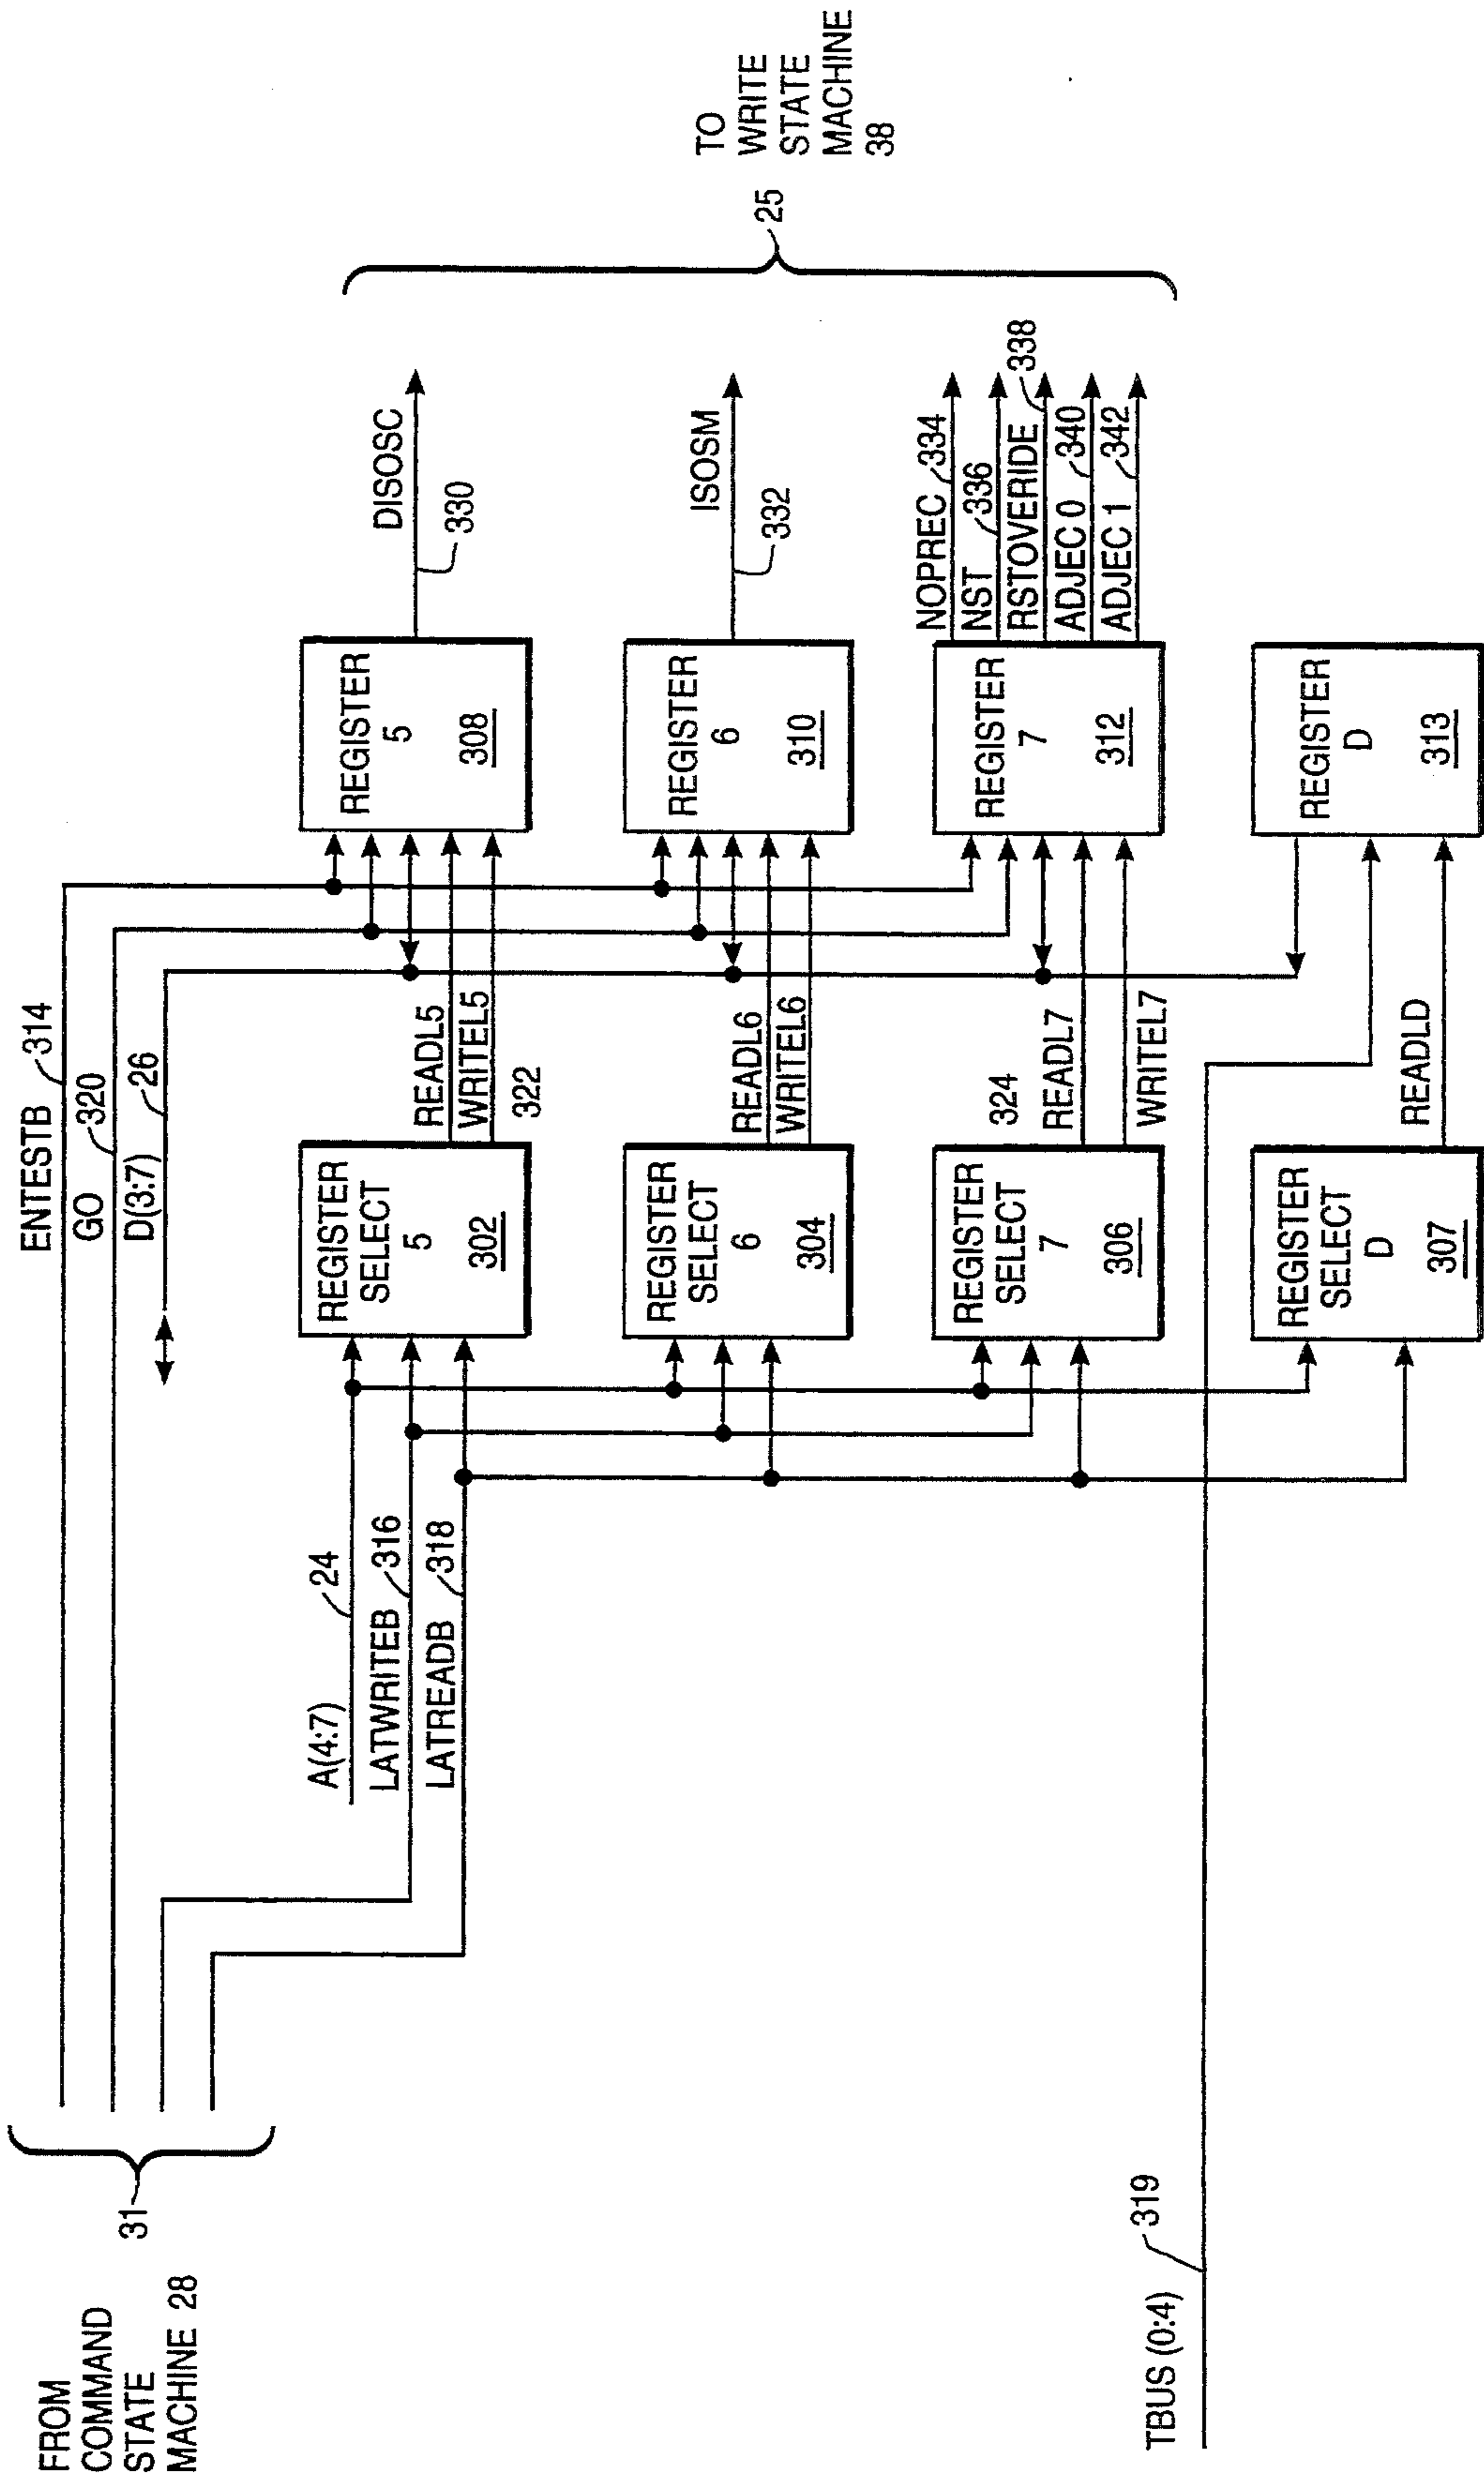 FROM
COMMAND
STATE
MACHINE 28
31
ENTESTB 314
GO 320
D(3:7) 26
A(4:7) 24
LATWRITEB 316
LATREADB 318
REGISTER
SELECT
5
302
READL5
WRITEL5
322
REGISTER
5
308
DISOSC
330
REGISTER
SELECT
6
304
READL6
WRITEL6
REGISTER
6
310
ISOSM
332
REGISTER
SELECT
7
306
324
READL7
WRITEL7
REGISTER
7
312
NOPREC 334
NST 336
RSTOVERIDE 338
ADJEC 0 340
ADJEC 1 342
TBUS (0:4) 319
REGISTER
SELECT
D
307
READLD
REGISTER
D
313
25
TO
WRITE
STATE
MACHINE
38